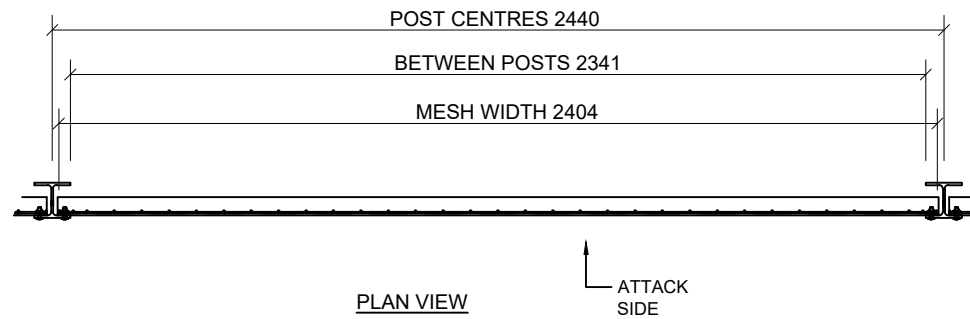 POST CENTRES 2440
BETWEEN POSTS 2341
MESH WIDTH 2404
ATTACK
SIDE
PLAN VIEW